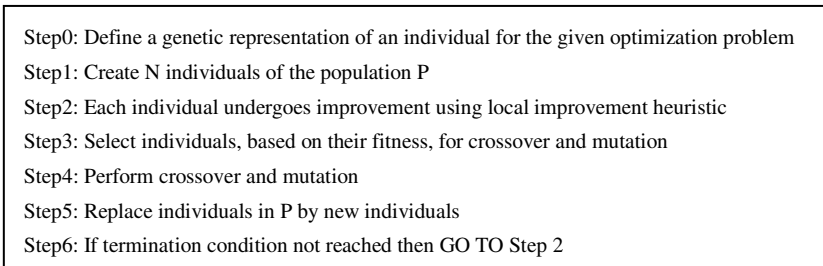 Step0: Define a genetic representation of an individual for the given optimization problem
Step1: Create N individuals of the population P
Step2: Each individual undergoes improvement using local improvement heuristic
Step3: Select individuals, based on their fitness, for crossover and mutation
Step4: Perform crossover and mutation
Step5: Replace individuals in P by new individuals
Step6: If termination condition not reached then GO TO Step 2